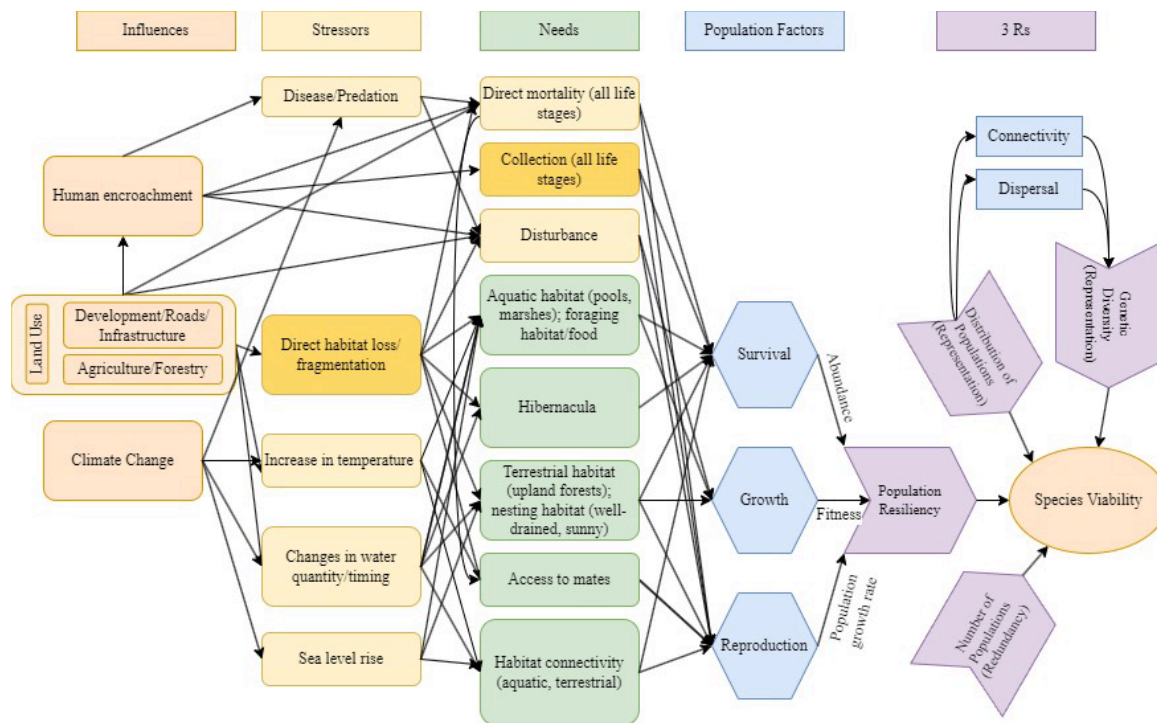 Influences
Stressors
Needs
Population Factors
3 Rs
Disease/Predation
Direct mortality (all life
stages)
Connectivity
Collection (all life
stages)
Human encroachment
Dispersal
Disturbance
Land Use
Development/Roads/
Infrastructure
Agriculture/Forestry
Direct habitat loss/
fragmentation
Aquatic habitat (pools,
marshes); foraging
habitat/food
Survival
Abundance
Distribution of
Populations
(Representation)
Genetic
Diversity
(Representation)
Hibernacula
Climate Change
Increase in temperature
Terrestrial habitat
(upland forests);
nesting habitat (well-
drained, sunny)
Growth
Fitness
Population
Resiliency
Species Viability
Changes in water
quantity/timing
Access to mates
Population
growth rate
Number of
Populations
(Redundancy)
Sea level rise
Habitat connectivity
(aquatic, terrestrial)
Reproduction